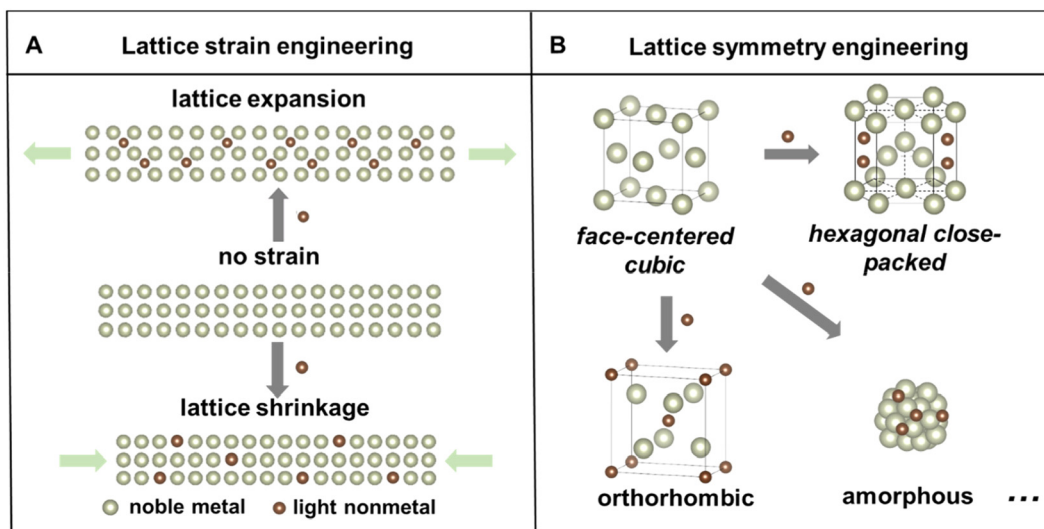 A
Lattice strain engineering
lattice expansion
no strain
lattice shrinkage
noble metal
light nonmetal
B
Lattice symmetry engineering
face-centered
cubic
hexagonal close-
packed
orthorhombic
amorphous
...